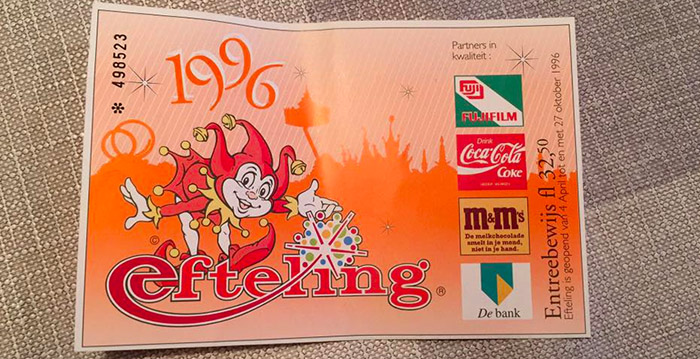 * 498523
1996
efteling ®
©
Partners in
kwaliteit :
FUJI
FUJIFILM
Drink
Coca-Cola
Coke
m&m's
De melkchocolade
smelt in je mond,
niet in je hand.
De bank
Entreebewijs fl 32,50
Efteling is geopend van 4 April tot en met 27 oktober 1996